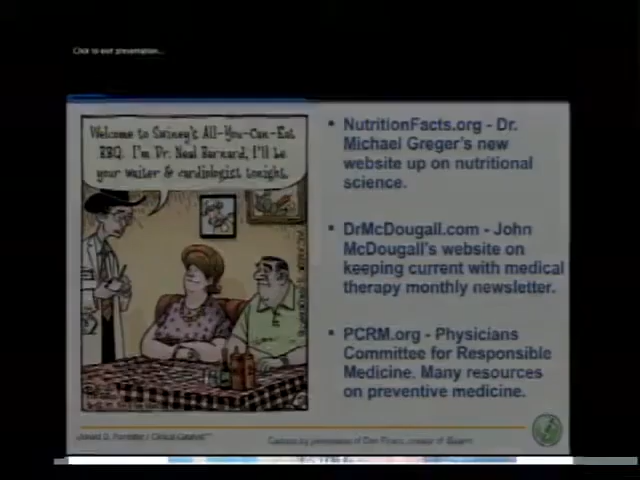 Click to exit presentation...
Welcome to Swiney's All-You-Can-Eat
BBQ. I'm Dr. Neal Barnard, I'll be
your waiter & cardiologist tonight.
• NutritionFacts.org - Dr.
Michael Greger's new
website up on nutritional
science.
• DrMcDougall.com - John
McDougall's website on
keeping current with medical
therapy monthly newsletter.
• PCRM.org - Physicians
Committee for Responsible
Medicine. Many resources
on preventive medicine.
Cartoon by permission of Dan Piraro, creator of Bizarro